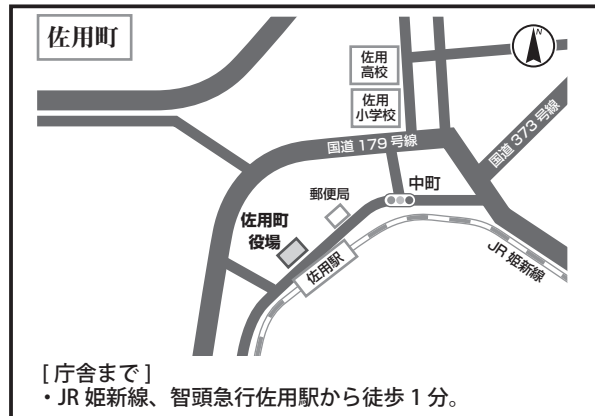 佐用町
N
佐用
高校
佐用
小学校
国道 179 号線
国道 373 号線
中町
郵便局
佐用町
役場
佐用駅
JR 姫新線
[ 庁舎まで ]
・JR 姫新線、智頭急行佐用駅から徒歩 1 分。